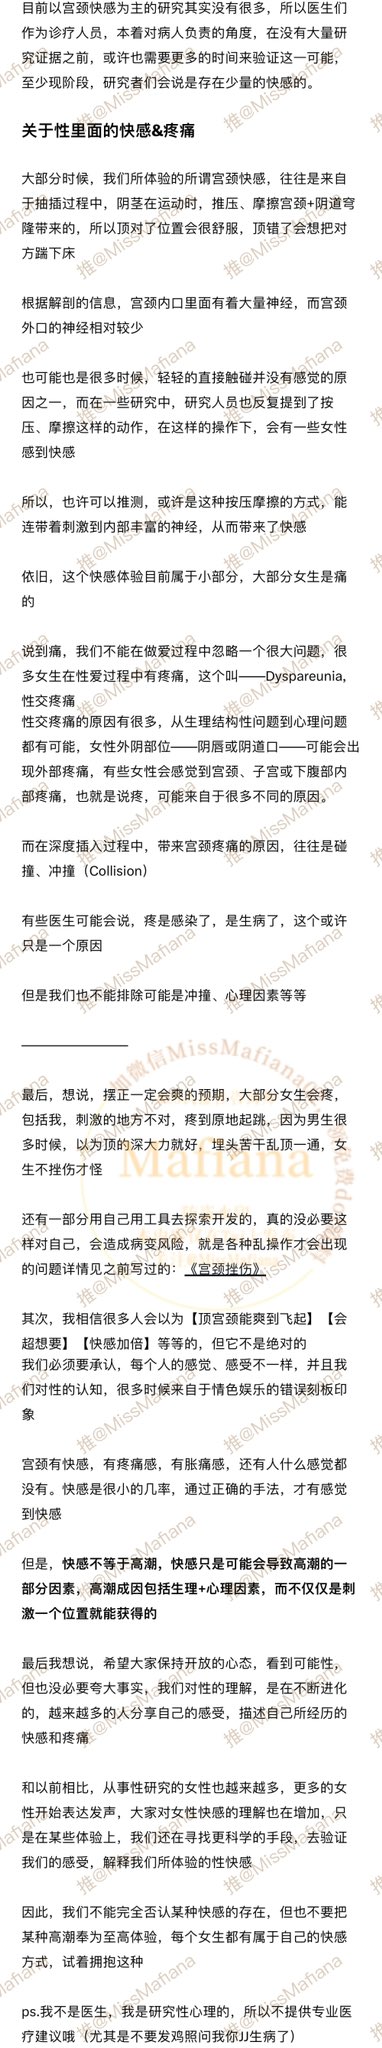 目前以宫颈快感为主的研究其实没有很多，所以医生们
作为诊疗人员，本着对病人负责的角度，在没有大量研
究证据之前，或许也需要更多的时间来验证这一可能，
至少现阶段，研究者们会说是存在少量的快感的。
关于性里面的快感&疼痛
大部分时候，我们所体验的所谓宫颈快感，往往是来自
于抽插过程中，阴茎在运动时，推压、摩擦宫颈+阴道穹
隆带来的，所以顶对了位置会很舒服，顶错了会想把对
方踹下床
根据解剖的信息，宫颈内口里面有着大量神经，而宫颈
外口的神经相对较少
也可能也是很多时候，轻轻的直接触碰并没有感觉的原
因之一，而在一些研究中，研究人员也反复提到了按
压、摩擦这样的动作，在这样的操作下，会有一些女性
感到快感
所以，也许可以推测，或许是这种按压摩擦的方式，能
连带着刺激到内部丰富的神经，从而带来了快感
依旧，这个快感体验目前属于小部分，大部分女生是痛
的
说到痛，我们不能在做爱过程中忽略一个很大问题，很
多女生在性爱过程中有疼痛，这个叫——Dyspareunia,
性交疼痛
性交疼痛的原因有很多，从生理结构性问题到心理问题
都有可能，女性外阴部位——阴唇或阴道口——可能会出
现外部疼痛，有些女性会感觉到宫颈、子宫或下腹部内
部疼痛，也就是说疼，可能来自于很多不同的原因。
而在深度插入过程中，带来宫颈疼痛的原因，往往是碰
撞、冲撞（Collision）
有些医生可能会说，疼是感染了，是生病了，这个或许
只是一个原因
但是我们也不能排除可能是冲撞、心理因素等等
最后，想说，摆正一定会爽的预期，大部分女生会疼，
包括我，刺激的地方不对，疼到原地起跳，因为男生很
多时候，以为顶的深大力就好，埋头苦干乱顶一通，女
生不挫伤才怪
还有一部分用自己用工具去探索开发的，真的没必要这
样对自己，会造成病变风险，就是各种乱操作才会出现
的问题详情见之前写过的：《宫颈挫伤》
其次，我相信很多人会以为【顶宫颈能爽到飞起】【会
超想要】【快感加倍】等等的，但它不是绝对的
我们必须要承认，每个人的感觉、感受不一样，并且我
们对性的认知，很多时候来自于情色娱乐的错误刻板印
象
宫颈有快感，有疼痛感，有胀痛感，还有人什么感觉都
没有。快感是很小的几率，通过正确的手法，才有感觉
到快感
但是，快感不等于高潮，快感只是可能会导致高潮的一
部分因素，高潮成因包括生理+心理因素，而不仅仅是刺
激一个位置就能获得的
最后我想说，希望大家保持开放的心态，看到可能性，
但也没必要夸大事实，我们对性的理解，是在不断进化
的，越来越多的人分享自己的感受，描述自己所经历的
快感和疼痛
和以前相比，从事性研究的女性也越来越多，更多的女
性开始表达发声，大家对女性快感的理解也在增加，只
是在某些体验上，我们还在寻找更科学的手段，去验证
我们的感受，解释我们所体验的性快感
因此，我们不能完全否认某种快感的存在，但也不要把
某种高潮奉为至高体验，每个女生都有属于自己的快感
方式，试着拥抱这种
ps.我不是医生，我是研究性心理的，所以不提供专业医
疗建议哦（尤其是不要发鸡照问我你JJ生病了）
推@MissMafiana
加微信MissMafiana
Mafiana